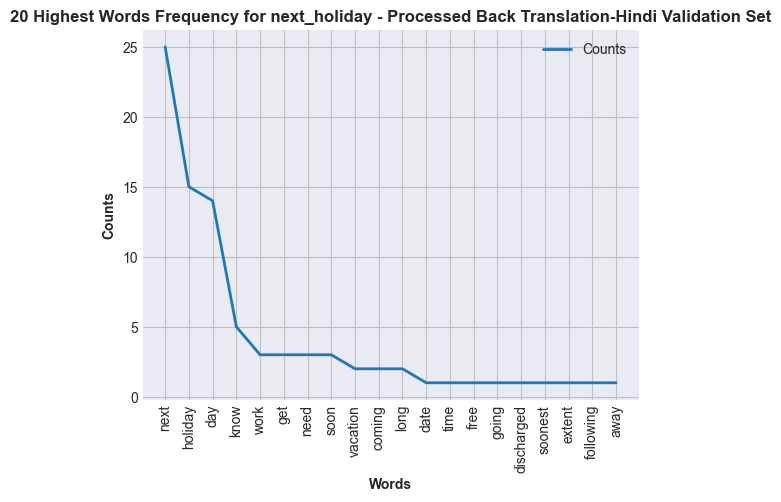 20 Highest Words Frequency for next_holiday - Processed Back Translation-Hindi Validation Set
Counts
25
20
15
10
5
0
Counts
next
holiday
day
know
work
get
need
soon
vacation
coming
long
date
time
free
going
discharged
soonest
extent
following
away
Words